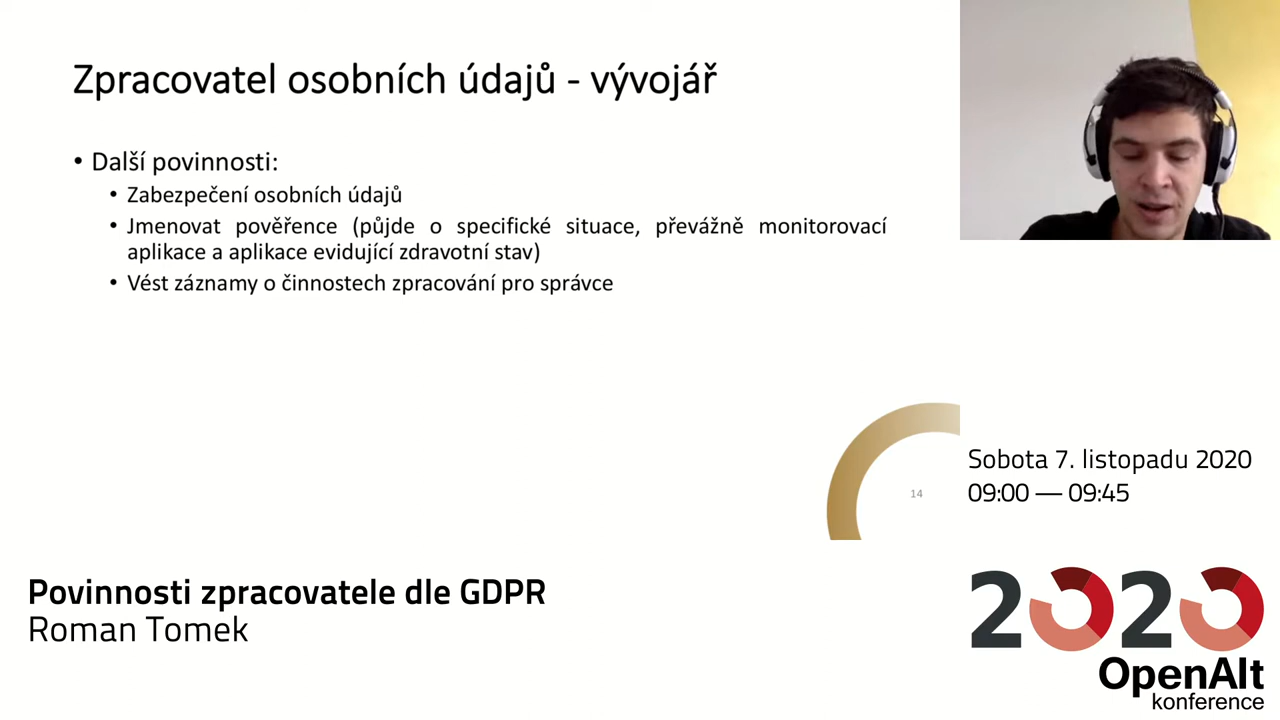 Zpracovatel osobních údajů - vývojář
• Další povinnosti:
• Zabezpečení osobních údajů
• Jmenovat pověřence (půjde o specifické situace, převážně monitorovací
aplikace a aplikace evidující zdravotní stav)
• Vést záznamy o činnostech zpracování pro správce
14
Sobota 7. listopadu 2020
09:00 — 09:45
Povinnosti zpracovatele dle GDPR
Roman Tomek
2020
OpenAlt
konference